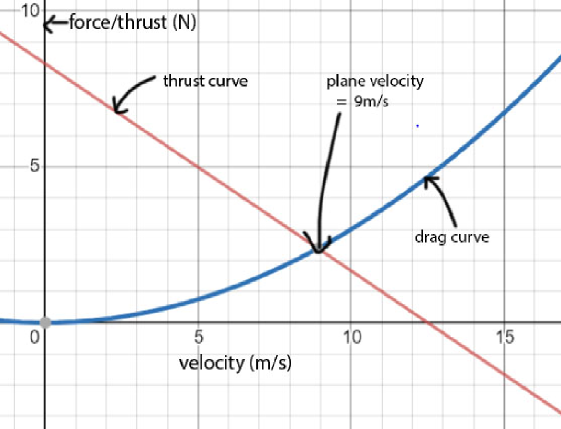 10
force/thrust (N)
thrust curve
plane velocity
= 9m/s
5
drag curve
0
5
10
15
velocity (m/s)